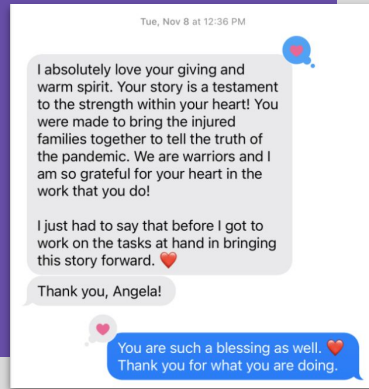 Tue, Nov 8 at 12:36 PM
I absolutely love your giving and
warm spirit. Your story is a testament
to the strength within your heart! You
were made to bring the injured
families together to tell the truth of
the pandemic. We are warriors and I
am so grateful for your heart in the
work that you do!
I just had to say that before I got to
work on the tasks at hand in bringing
this story forward. ❤️
Thank you, Angela!
You are such a blessing as well. ❤️
Thank you for what you are doing.